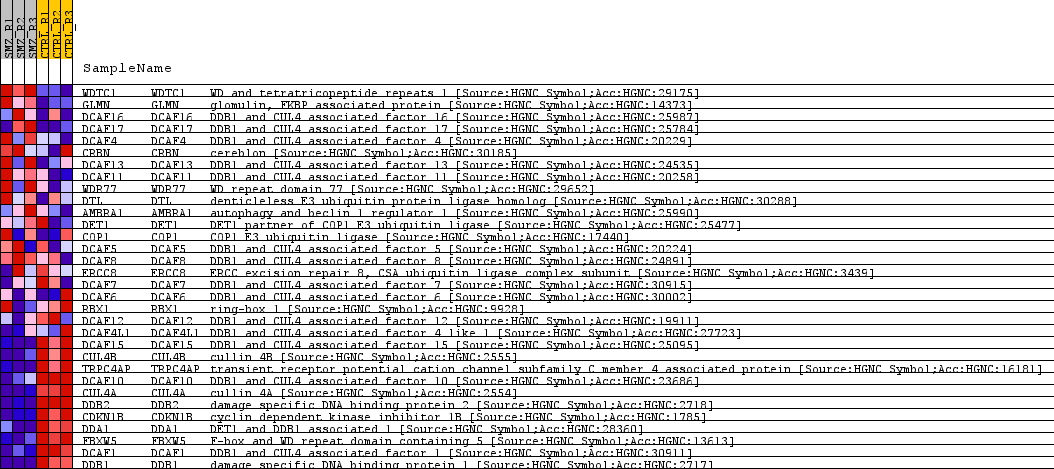 SMZ_R1 SMZ_R2 SMZ_R3 CTRL_R1 CTRL_R2 CTRL_R3
SampleName
WDTC1 WDTC1 WD and tetratricopeptide repeats 1 [Source:HGNC Symbol;Acc:HGNC:29175]
GLMN GLMN glomulin, FKBP associated protein [Source:HGNC Symbol;Acc:HGNC:14373]
DCAF16 DCAF16 DDB1 and CUL4 associated factor 16 [Source:HGNC Symbol;Acc:HGNC:25987]
DCAF17 DCAF17 DDB1 and CUL4 associated factor 17 [Source:HGNC Symbol;Acc:HGNC:25784]
DCAF4 DCAF4 DDB1 and CUL4 associated factor 4 [Source:HGNC Symbol;Acc:HGNC:20229]
CRBN CRBN cereblon [Source:HGNC Symbol;Acc:HGNC:30185]
DCAF13 DCAF13 DDB1 and CUL4 associated factor 13 [Source:HGNC Symbol;Acc:HGNC:24535]
DCAF11 DCAF11 DDB1 and CUL4 associated factor 11 [Source:HGNC Symbol;Acc:HGNC:20258]
WDR77 WDR77 WD repeat domain 77 [Source:HGNC Symbol;Acc:HGNC:29652]
DTL DTL denticleless E3 ubiquitin protein ligase homolog [Source:HGNC Symbol;Acc:HGNC:30288]
AMBRA1 AMBRA1 autophagy and beclin 1 regulator 1 [Source:HGNC Symbol;Acc:HGNC:25990]
DET1 DET1 DET1 partner of COP1 E3 ubiquitin ligase [Source:HGNC Symbol;Acc:HGNC:25477]
COP1 COP1 COP1 E3 ubiquitin ligase [Source:HGNC Symbol;Acc:HGNC:17440]
DCAF5 DCAF5 DDB1 and CUL4 associated factor 5 [Source:HGNC Symbol;Acc:HGNC:20224]
DCAF8 DCAF8 DDB1 and CUL4 associated factor 8 [Source:HGNC Symbol;Acc:HGNC:24891]
ERCC8 ERCC8 ERCC excision repair 8, CSA ubiquitin ligase complex subunit [Source:HGNC Symbol;Acc:HGNC:3439]
DCAF7 DCAF7 DDB1 and CUL4 associated factor 7 [Source:HGNC Symbol;Acc:HGNC:30915]
DCAF6 DCAF6 DDB1 and CUL4 associated factor 6 [Source:HGNC Symbol;Acc:HGNC:30002]
RBX1 RBX1 ring-box 1 [Source:HGNC Symbol;Acc:HGNC:9928]
DCAF12 DCAF12 DDB1 and CUL4 associated factor 12 [Source:HGNC Symbol;Acc:HGNC:19911]
DCAF4L1 DCAF4L1 DDB1 and CUL4 associated factor 4 like 1 [Source:HGNC Symbol;Acc:HGNC:27723]
DCAF15 DCAF15 DDB1 and CUL4 associated factor 15 [Source:HGNC Symbol;Acc:HGNC:25095]
CUL4B CUL4B cullin 4B [Source:HGNC Symbol;Acc:HGNC:2555]
TRPC4AP TRPC4AP transient receptor potential cation channel subfamily C member 4 associated protein [Source:HGNC Symbol;Acc:HGNC:16181]
DCAF10 DCAF10 DDB1 and CUL4 associated factor 10 [Source:HGNC Symbol;Acc:HGNC:23686]
CUL4A CUL4A cullin 4A [Source:HGNC Symbol;Acc:HGNC:2554]
DDB2 DDB2 damage specific DNA binding protein 2 [Source:HGNC Symbol;Acc:HGNC:2718]
CDKN1B CDKN1B cyclin dependent kinase inhibitor 1B [Source:HGNC Symbol;Acc:HGNC:1785]
DDA1 DDA1 DET1 and DDB1 associated 1 [Source:HGNC Symbol;Acc:HGNC:28360]
FBXW5 FBXW5 F-box and WD repeat domain containing 5 [Source:HGNC Symbol;Acc:HGNC:13613]
DCAF1 DCAF1 DDB1 and CUL4 associated factor 1 [Source:HGNC Symbol;Acc:HGNC:30911]
DDB1 DDB1 damage specific DNA binding protein 1 [Source:HGNC Symbol;Acc:HGNC:2717]